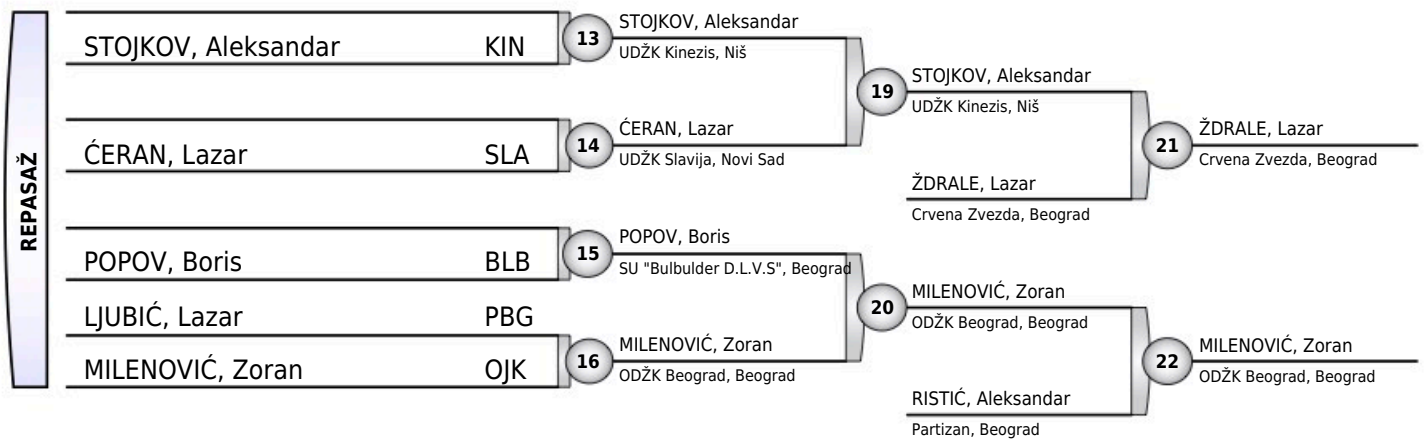 REPASAŽ
STOJKOV, Aleksandar KIN
ĆERAN, Lazar SLA
POPOV, Boris BLB
LJUBIĆ, Lazar PBG
MILENOVIĆ, Zoran OJK
13
STOJKOV, Aleksandar
UDŽK Kinezis, Niš
14
ĆERAN, Lazar
UDŽK Slavija, Novi Sad
15
POPOV, Boris
SU "Bulbulder D.L.V.S", Beograd
16
MILENOVIĆ, Zoran
ODŽK Beograd, Beograd
19
STOJKOV, Aleksandar
UDŽK Kinezis, Niš
ŽDRALE, Lazar
Crvena Zvezda, Beograd
20
MILENOVIĆ, Zoran
ODŽK Beograd, Beograd
RISTIĆ, Aleksandar
Partizan, Beograd
21
ŽDRALE, Lazar
Crvena Zvezda, Beograd
22
MILENOVIĆ, Zoran
ODŽK Beograd, Beograd